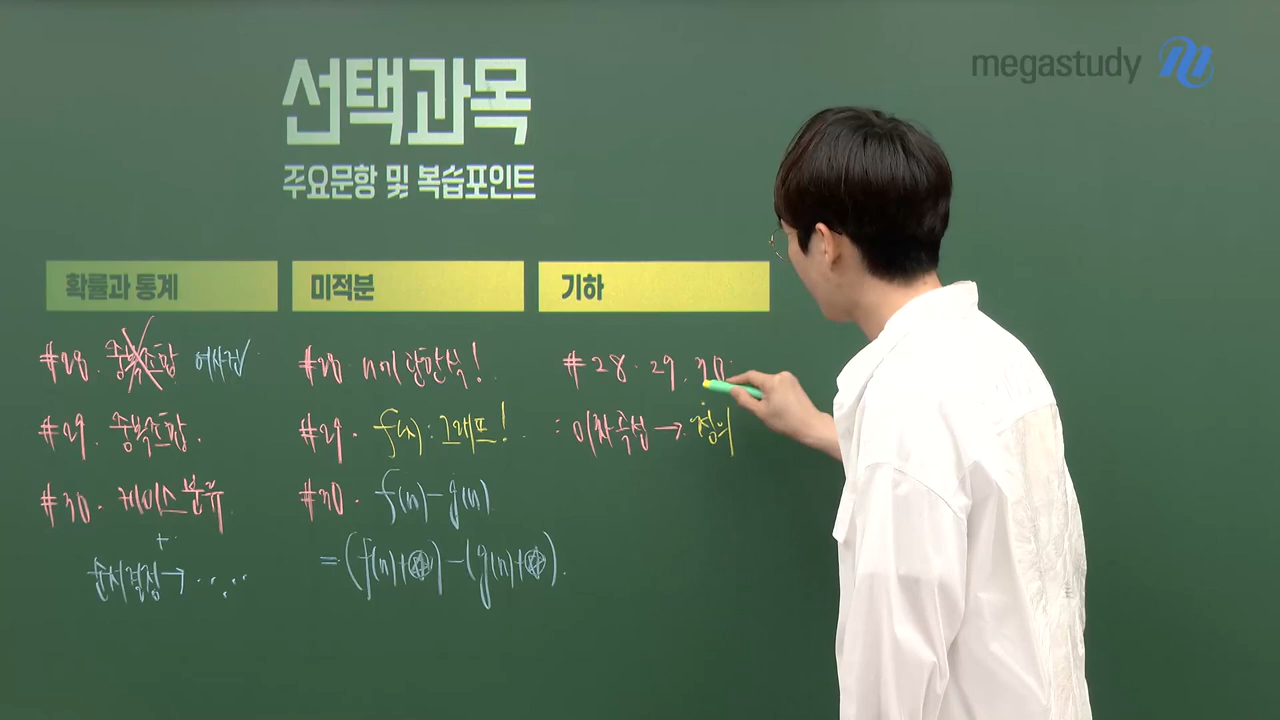 megastudy
선택과목
주요문항 및 복습포인트
확률과 통계
미적분
기하
#28. 중복조합 여사건
#29. 중복조합.
#30. 케이스 분류
+
순서결정 → ......
#28. n에 관한 식!
#29. f(x): 그래프!
#30. f(n)-g(n)
= (f(n)+) - (g(n)+).
#28. 29. 30.
: 이차곡선 → 정의